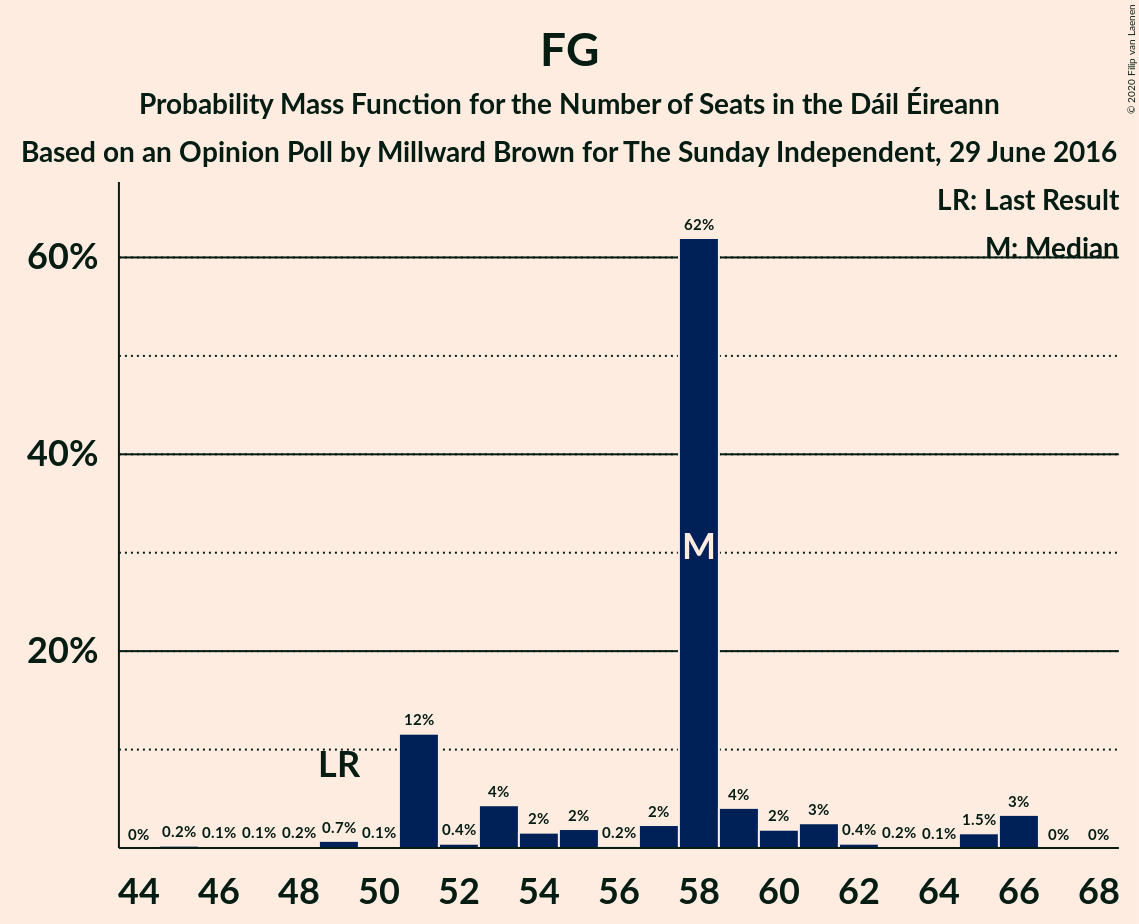 FG
Probability Mass Function for the Number of Seats in the Dáil Éireann
Based on an Opinion Poll by Millward Brown for The Sunday Independent, 29 June 2016
© 2020 Filip van Laenen
LR: Last Result
M: Median
60%
40%
20%
0% 0.2% 0.1% 0.1% 0.2% 0.7% 0.1% 12% 0.4% 4% 2% 2% 0.2% 2% 62% 4% 2% 3% 0.4% 0.2% 0.1% 1.5% 3% 0% 0%
LR
M
44 46 48 50 52 54 56 58 60 62 64 66 68